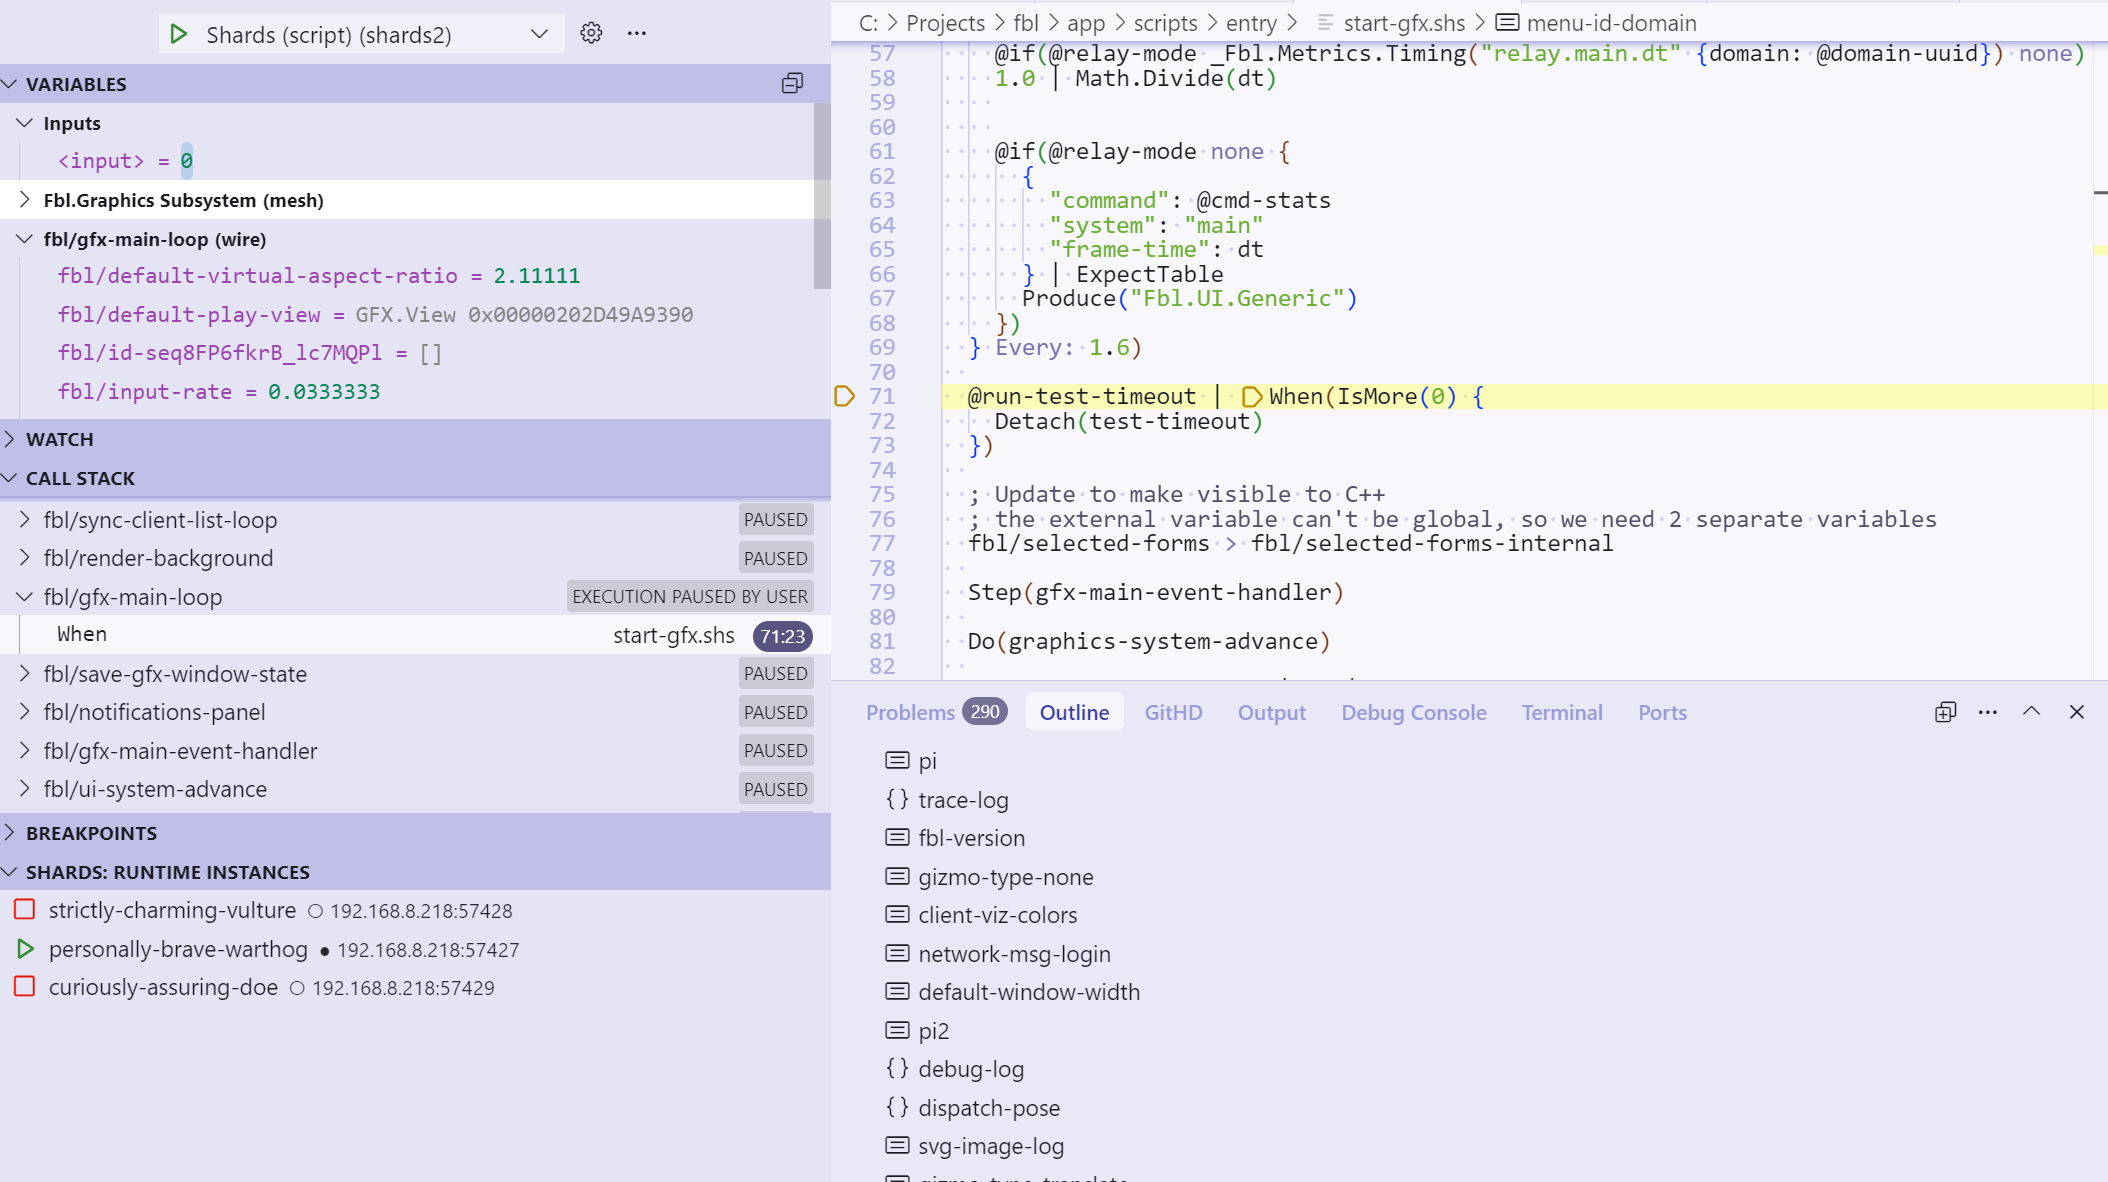 Shards (script) (shards2)
VARIABLES
Inputs
<input> = 0
Fbl.Graphics Subsystem (mesh)
fbl/gfx-main-loop (wire)
fbl/default-virtual-aspect-ratio = 2.11111
fbl/default-play-view = GFX.View 0x00000202D49A9390
fbl/id-seq8FP6fkrB_lc7MQPl = []
fbl/input-rate = 0.0333333
WATCH
CALL STACK
fbl/sync-client-list-loop PAUSED
fbl/render-background PAUSED
fbl/gfx-main-loop EXECUTION PAUSED BY USER
When start-gfx.shs 71:23
fbl/save-gfx-window-state PAUSED
fbl/notifications-panel PAUSED
fbl/gfx-main-event-handler PAUSED
fbl/ui-system-advance PAUSED
BREAKPOINTS
SHARDS: RUNTIME INSTANCES
strictly-charming-vulture ○ 192.168.8.218:57428
personally-brave-warthog ● 192.168.8.218:57427
curiously-assuring-doe ○ 192.168.8.218:57429
C: > Projects > fbl > app > scripts > entry > start-gfx.shs > menu-id-domain
57 @if(@relay-mode _Fbl.Metrics.Timing("relay.main.dt" {domain: @domain-uuid}) none)
58 1.0 | Math.Divide(dt)
59
60
61 @if(@relay-mode none {
62 {
63 "command": @cmd-stats
64 "system": "main"
65 "frame-time": dt
66 } | ExpectTable
67 Produce("Fbl.UI.Generic")
68 })
69 } Every: 1.6)
70
71 @run-test-timeout | When(IsMore(0) {
72 Detach(test-timeout)
73 })
74
75 ; Update to make visible to C++
76 ; the external variable can't be global, so we need 2 separate variables
77 fbl/selected-forms > fbl/selected-forms-internal
78
79 Step(gfx-main-event-handler)
80
81 Do(graphics-system-advance)
82
Problems 290 Outline GitHD Output Debug Console Terminal Ports
pi
{} trace-log
fbl-version
gizmo-type-none
client-viz-colors
network-msg-login
default-window-width
pi2
{} debug-log
{} dispatch-pose
svg-image-log